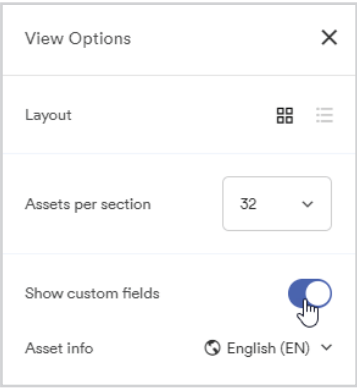 View Options
Layout
Assets per section 32
Show custom fields
Asset info English (EN)